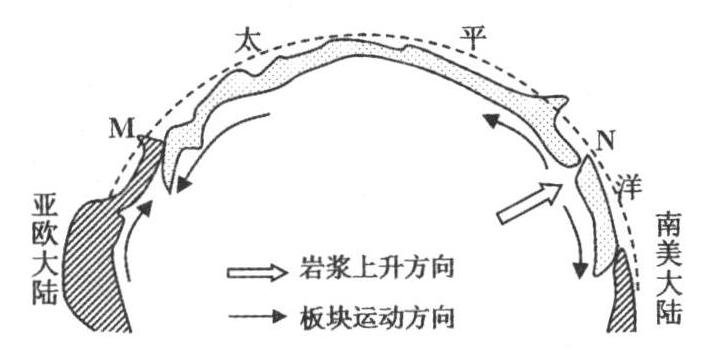 太 平 洋
M
N
亚欧大陆
南美大陆
岩浆上升方向
板块运动方向